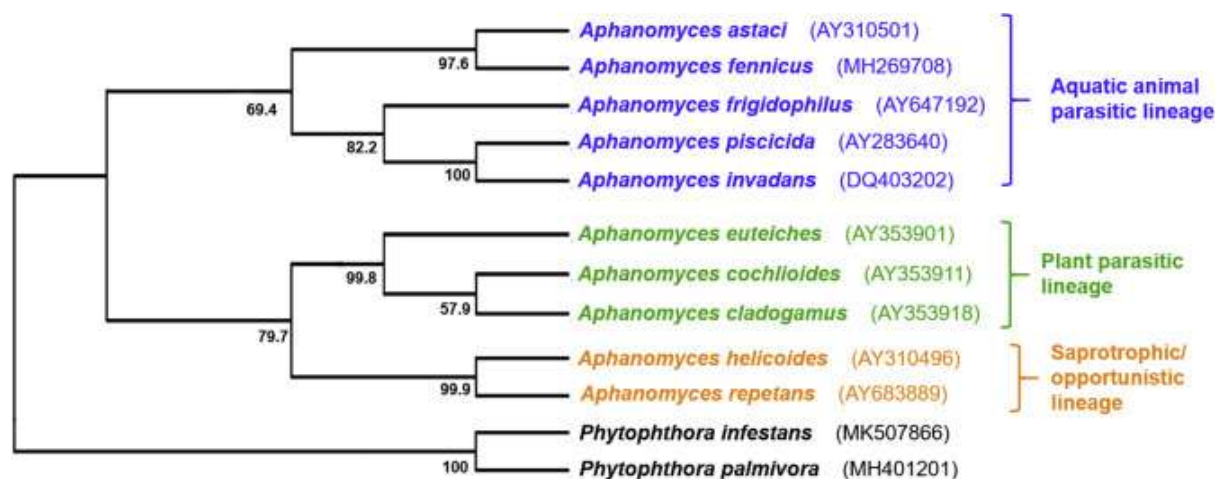 Aphanomyces astaci (AY310501)
97.6
Aphanomyces fennicus (MH269708)
69.4
Aphanomyces frigidophilus (AY647192)
82.2
Aphanomyces piscicida (AY283640)
100
Aphanomyces invadans (DQ403202)
Aquatic animal
parasitic lineage
Aphanomyces euteiches (AY353901)
99.8
Aphanomyces cochlioides (AY353911)
57.9
Aphanomyces cladogamus (AY353918)
Plant parasitic
lineage
79.7
Aphanomyces helicoides (AY310496)
99.9
Aphanomyces repetans (AY683889)
Saprotrophic/
opportunistic
lineage
Phytophthora infestans (MK507866)
100
Phytophthora palmivora (MH401201)